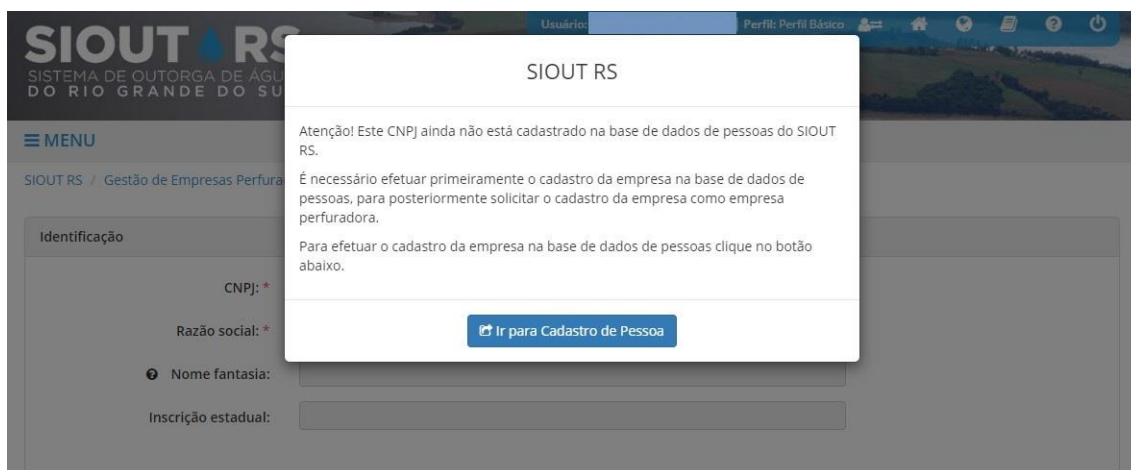 Usuário:
Perfil: Perfil Básico
SIOUT RS
SISTEMA DE OUTORGA DE ÁGU
DO RIO GRANDE DO SU
SIOUT RS
MENU
SIOUT RS / Gestão de Empresas Perfura
Atenção! Este CNPJ ainda não está cadastrado na base de dados de pessoas do SIOUT
RS.
É necessário efetuar primeiramente o cadastro da empresa na base de dados de
pessoas, para posteriormente solicitar o cadastro da empresa como empresa
perfuradora.
Para efetuar o cadastro da empresa na base de dados de pessoas clique no botão
abaixo.
Ir para Cadastro de Pessoa
Identificação
CNPJ: *
Razão social: *
Nome fantasia:
Inscrição estadual: